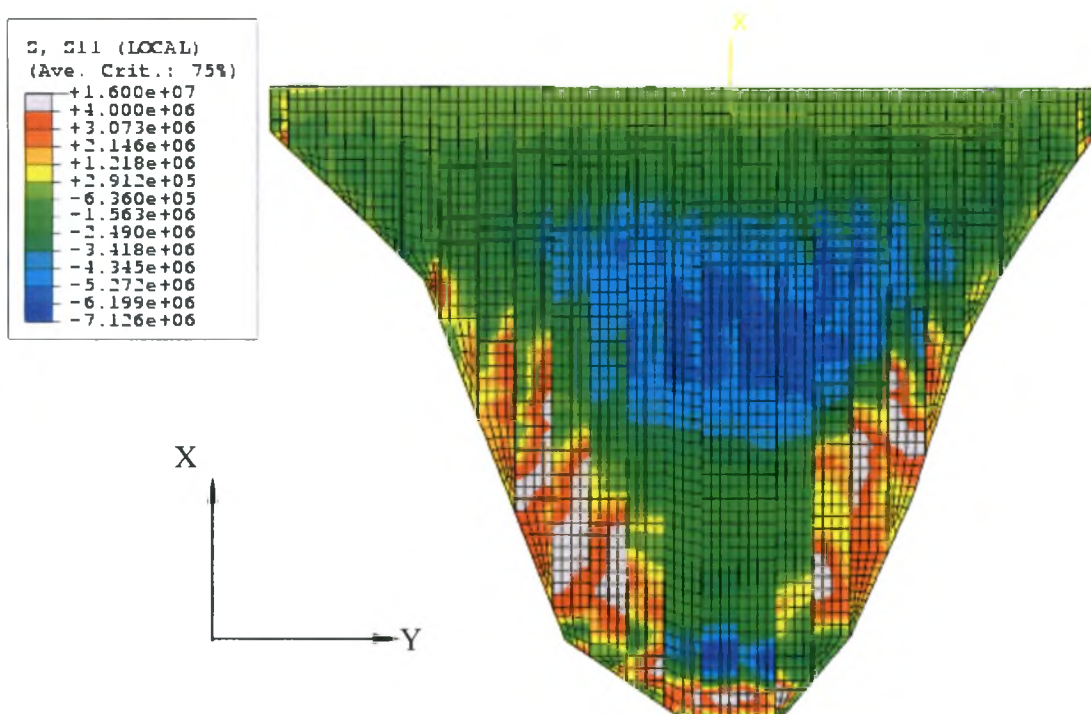 X
S, S11 (LOCAL)
(Ave. Crit.: 75%)
+1.600e+07
+4.000e+06
+3.073e+06
+2.146e+06
+1.218e+06
+2.912e+05
-6.360e+05
-1.563e+06
-2.490e+06
-3.418e+06
-4.345e+06
-5.272e+06
-6.199e+06
-7.126e+06
X
Y